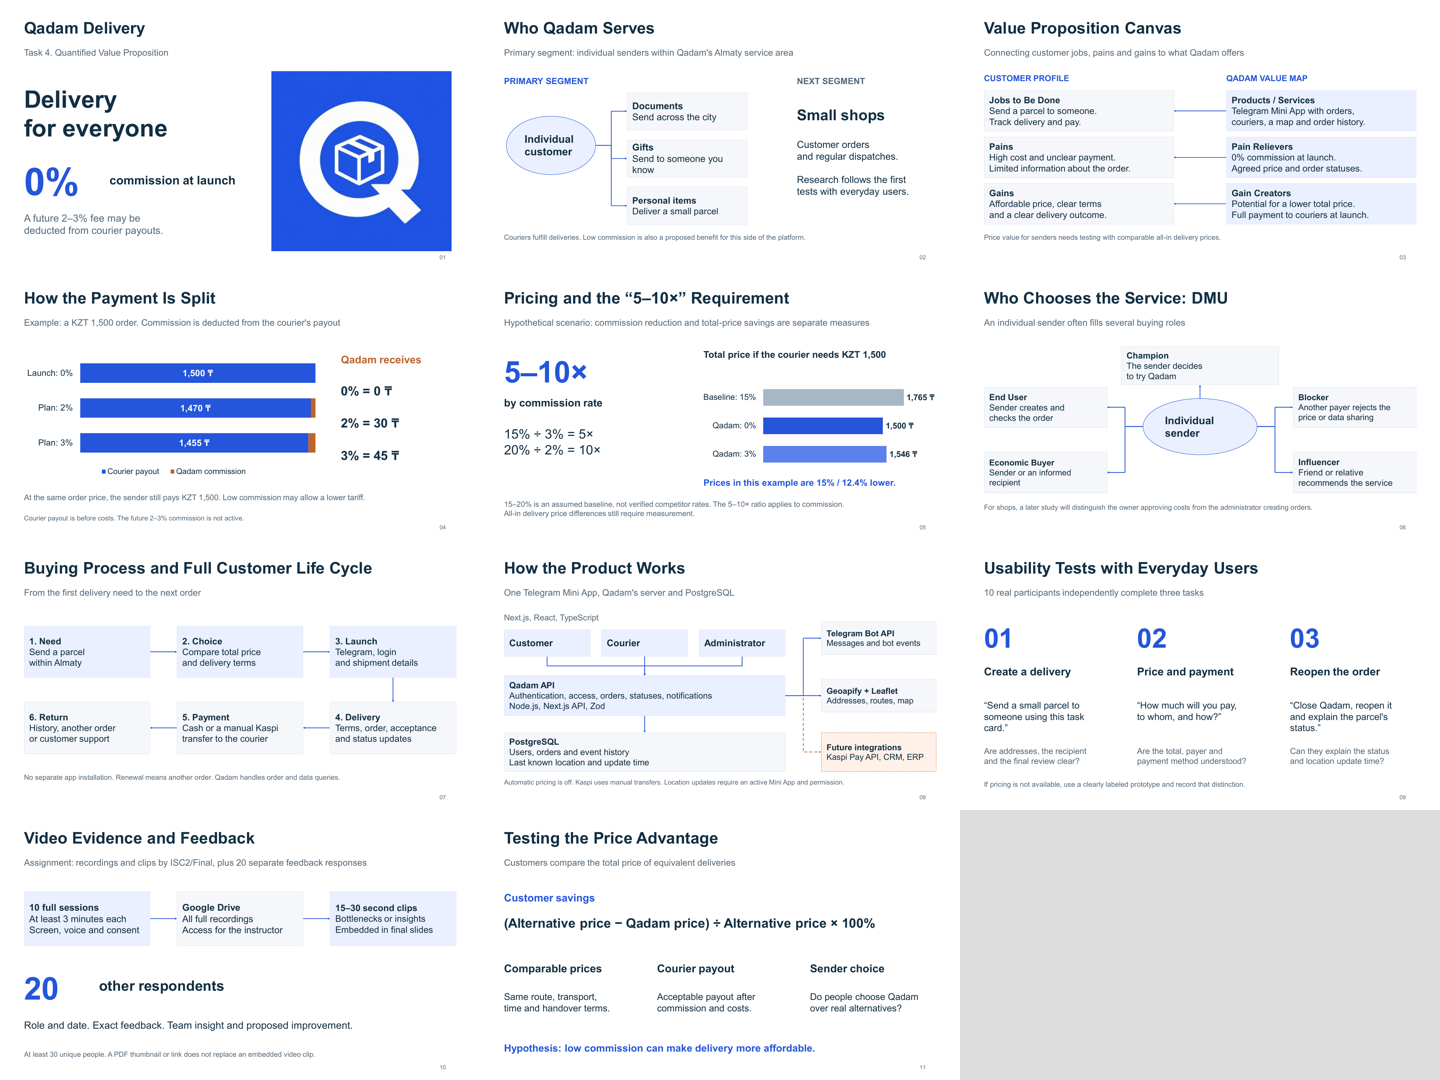 Qadam Delivery
Task 4. Quantified Value Proposition
Delivery
for everyone
0%
commission at launch
A future 2–3% fee may be
deducted from courier payouts.
01
Who Qadam Serves
Primary segment: individual senders within Qadam's Almaty service area
PRIMARY SEGMENT
Individual
customer
Documents
Send across the city
Gifts
Send to someone you
know
Personal items
Deliver a small parcel
NEXT SEGMENT
Small shops
Customer orders
and regular dispatches.
Research follows the first
tests with everyday users.
Couriers fulfill deliveries. Low commission is also a proposed benefit for this side of the platform.
02
Value Proposition Canvas
Connecting customer jobs, pains and gains to what Qadam offers
CUSTOMER PROFILE
QADAM VALUE MAP
Jobs to Be Done
Send a parcel to someone.
Track delivery and pay.
Products / Services
Telegram Mini App with orders,
couriers, a map and order history.
Pains
High cost and unclear payment.
Limited information about the order.
Pain Relievers
0% commission at launch.
Agreed price and order statuses.
Gains
Affordable price, clear terms
and a clear delivery outcome.
Gain Creators
Potential for a lower total price.
Full payment to couriers at launch.
Price value for senders needs testing with comparable all-in delivery prices.
03
How the Payment Is Split
Example: a KZT 1,500 order. Commission is deducted from the courier's payout
Launch: 0%
1,500 ₸
Plan: 2%
1,470 ₸
Plan: 3%
1,455 ₸
Courier payout
Qadam commission
Qadam receives
0% = 0 ₸
2% = 30 ₸
3% = 45 ₸
At the same order price, the sender still pays KZT 1,500. Low commission may allow a lower tariff.
Courier payout is before costs. The future 2–3% commission is not active.
04
Pricing and the “5–10×” Requirement
Hypothetical scenario: commission reduction and total-price savings are separate measures
5–10×
by commission rate
15% ÷ 3% = 5×
20% ÷ 2% = 10×
Total price if the courier needs KZT 1,500
Baseline: 15%
1,765 ₸
Qadam: 0%
1,500 ₸
Qadam: 3%
1,546 ₸
Prices in this example are 15% / 12.4% lower.
15–20% is an assumed baseline, not verified competitor rates. The 5–10× ratio applies to commission.
All-in delivery price differences still require measurement.
05
Who Chooses the Service: DMU
An individual sender often fills several buying roles
Champion
The sender decides
to try Qadam
End User
Sender creates and
checks the order
Individual
sender
Blocker
Another payer rejects the
price or data sharing
Economic Buyer
Sender or an informed
recipient
Influencer
Friend or relative
recommends the service
For shops, a later study will distinguish the owner approving costs from the administrator creating orders.
06
Buying Process and Full Customer Life Cycle
From the first delivery need to the next order
1. Need
Send a parcel
within Almaty
2. Choice
Compare total price
and delivery terms
3. Launch
Telegram, login
and shipment details
6. Return
History, another order
or customer support
5. Payment
Cash or a manual Kaspi
transfer to the courier
4. Delivery
Terms, order, acceptance
and status updates
No separate app installation. Renewal means another order. Qadam handles order and data queries.
07
How the Product Works
One Telegram Mini App, Qadam's server and PostgreSQL
Next.js, React, TypeScript
Customer
Courier
Administrator
Qadam API
Authentication, access, orders, statuses, notifications
Node.js, Next.js API, Zod
PostgreSQL
Users, orders and event history
Last known location and update time
Telegram Bot API
Messages and bot events
Geoapify + Leaflet
Addresses, routes, map
Future integrations
Kaspi Pay API, CRM, ERP
Automatic pricing is off. Kaspi uses manual transfers. Location updates require an active Mini App and permission.
08
Usability Tests with Everyday Users
10 real participants independently complete three tasks
01
Create a delivery
“Send a small parcel to
someone using this task
card.”
Are addresses, the recipient
and the final review clear?
02
Price and payment
“How much will you pay,
to whom, and how?”
Are the total, payer and
payment method understood?
03
Reopen the order
“Close Qadam, reopen it
and explain the parcel's
status.”
Can they explain the status
and location update time?
If pricing is not available, use a clearly labeled prototype and record that distinction.
09
Video Evidence and Feedback
Assignment: recordings and clips by ISC2/Final, plus 20 separate feedback responses
10 full sessions
At least 3 minutes each
Screen, voice and consent
Google Drive
All full recordings
Access for the instructor
15–30 second clips
Bottlenecks or insights
Embedded in final slides
20
other respondents
Role and date. Exact feedback. Team insight and proposed improvement.
At least 30 unique people. A PDF thumbnail or link does not replace an embedded video clip.
10
Testing the Price Advantage
Customers compare the total price of equivalent deliveries
Customer savings
(Alternative price − Qadam price) ÷ Alternative price × 100%
Comparable prices
Same route, transport,
time and handover terms.
Courier payout
Acceptable payout after
commission and costs.
Sender choice
Do people choose Qadam
over real alternatives?
Hypothesis: low commission can make delivery more affordable.
11